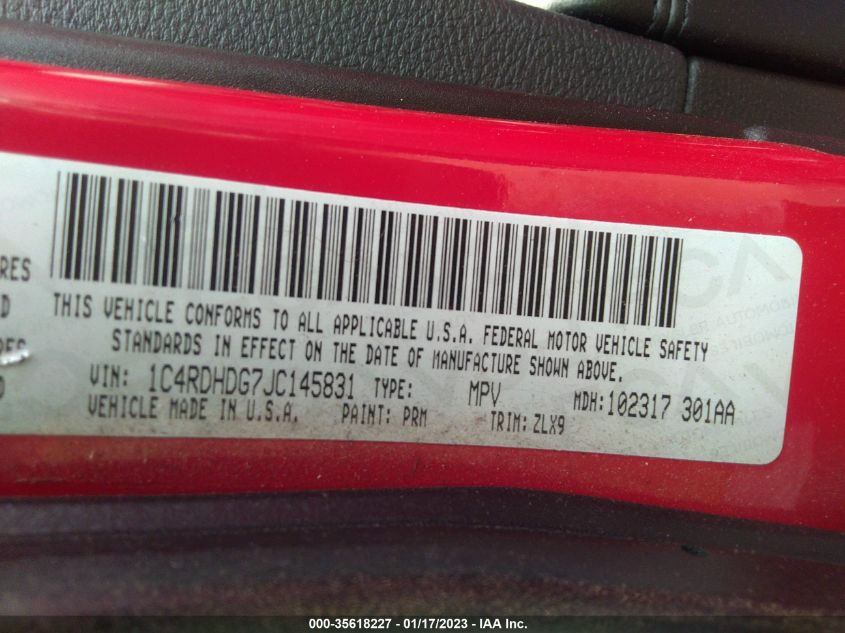 RES
D
RES
D
THIS VEHICLE CONFORMS TO ALL APPLICABLE U.S.A. FEDERAL MOTOR VEHICLE SAFETY
STANDARDS IN EFFECT ON THE DATE OF MANUFACTURE SHOWN ABOVE.
VIN: 1C4RDHDG7JC145831 TYPE: MPV MDH:102317 301AA
VEHICLE MADE IN U.S.A. PAINT: PRM TRIM: ZLX9
000-35618227 - 01/17/2023 - IAA Inc.